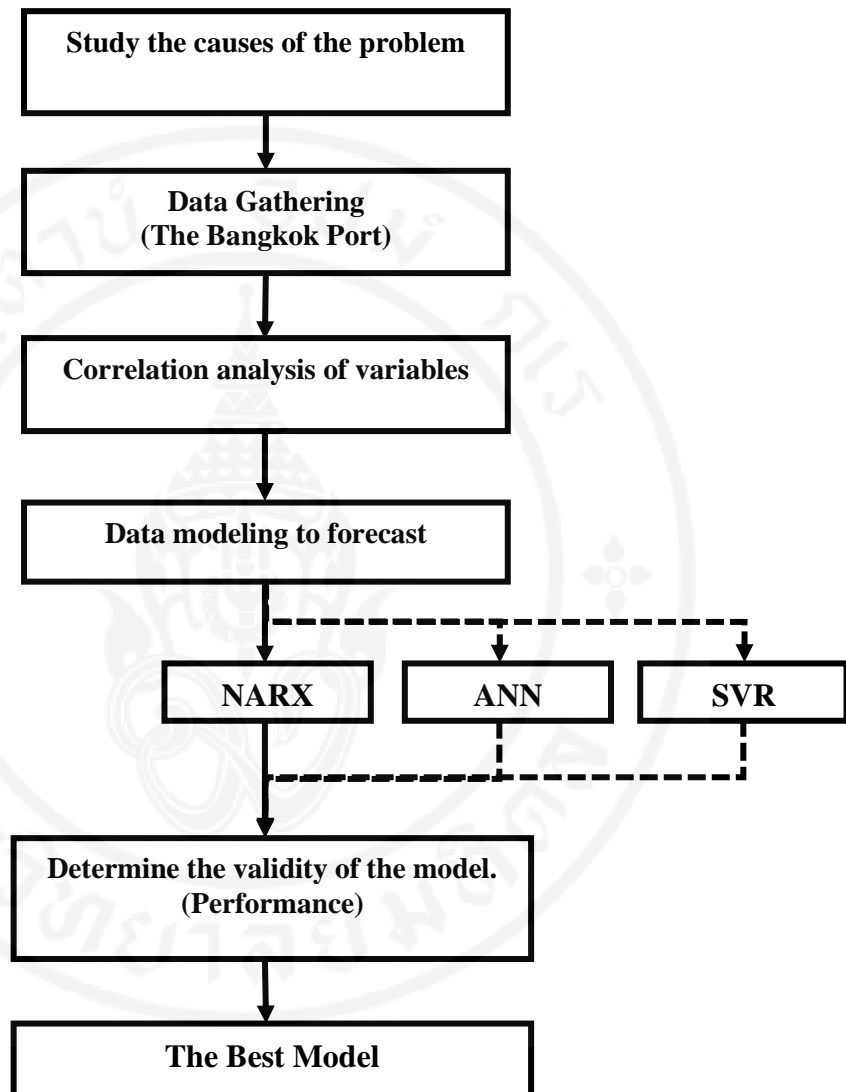 Study the causes of the problem
Data Gathering
(The Bangkok Port)
Correlation analysis of variables
Data modeling to forecast
NARX
ANN
SVR
Determine the validity of the model.
(Performance)
The Best Model